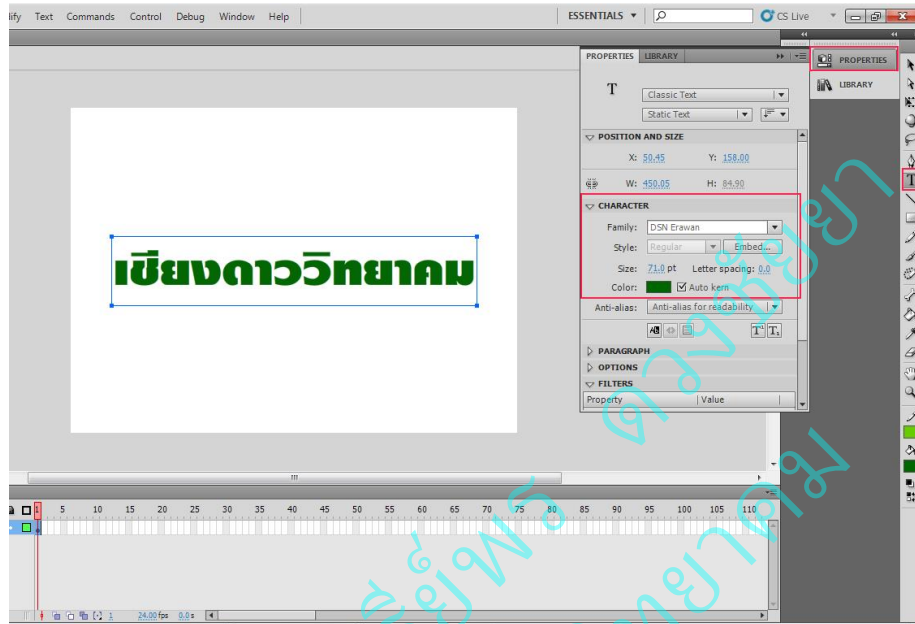 ify Text Commands Control Debug Window Help
ESSENTIALS
CS Live
PROPERTIES LIBRARY
PROPERTIES
LIBRARY
T Classic Text
Static Text
POSITION AND SIZE
X: 50.45 Y: 158.00
W: 450.05 H: 84.90
CHARACTER
Family: DSN Erawan
Style: Regular Embed...
Size: 71.0 pt Letter spacing: 0.0
Color: Auto kern
Anti-alias: Anti-alias for readability
PARAGRAPH
OPTIONS
FILTERS
Property Value
เชียงดาววิทยาคม
1 5 10 15 20 25 30 35 40 45 50 55 60 65 70 75 80 85 90 95 100 105 110
1 24.00 fps 0.0 s